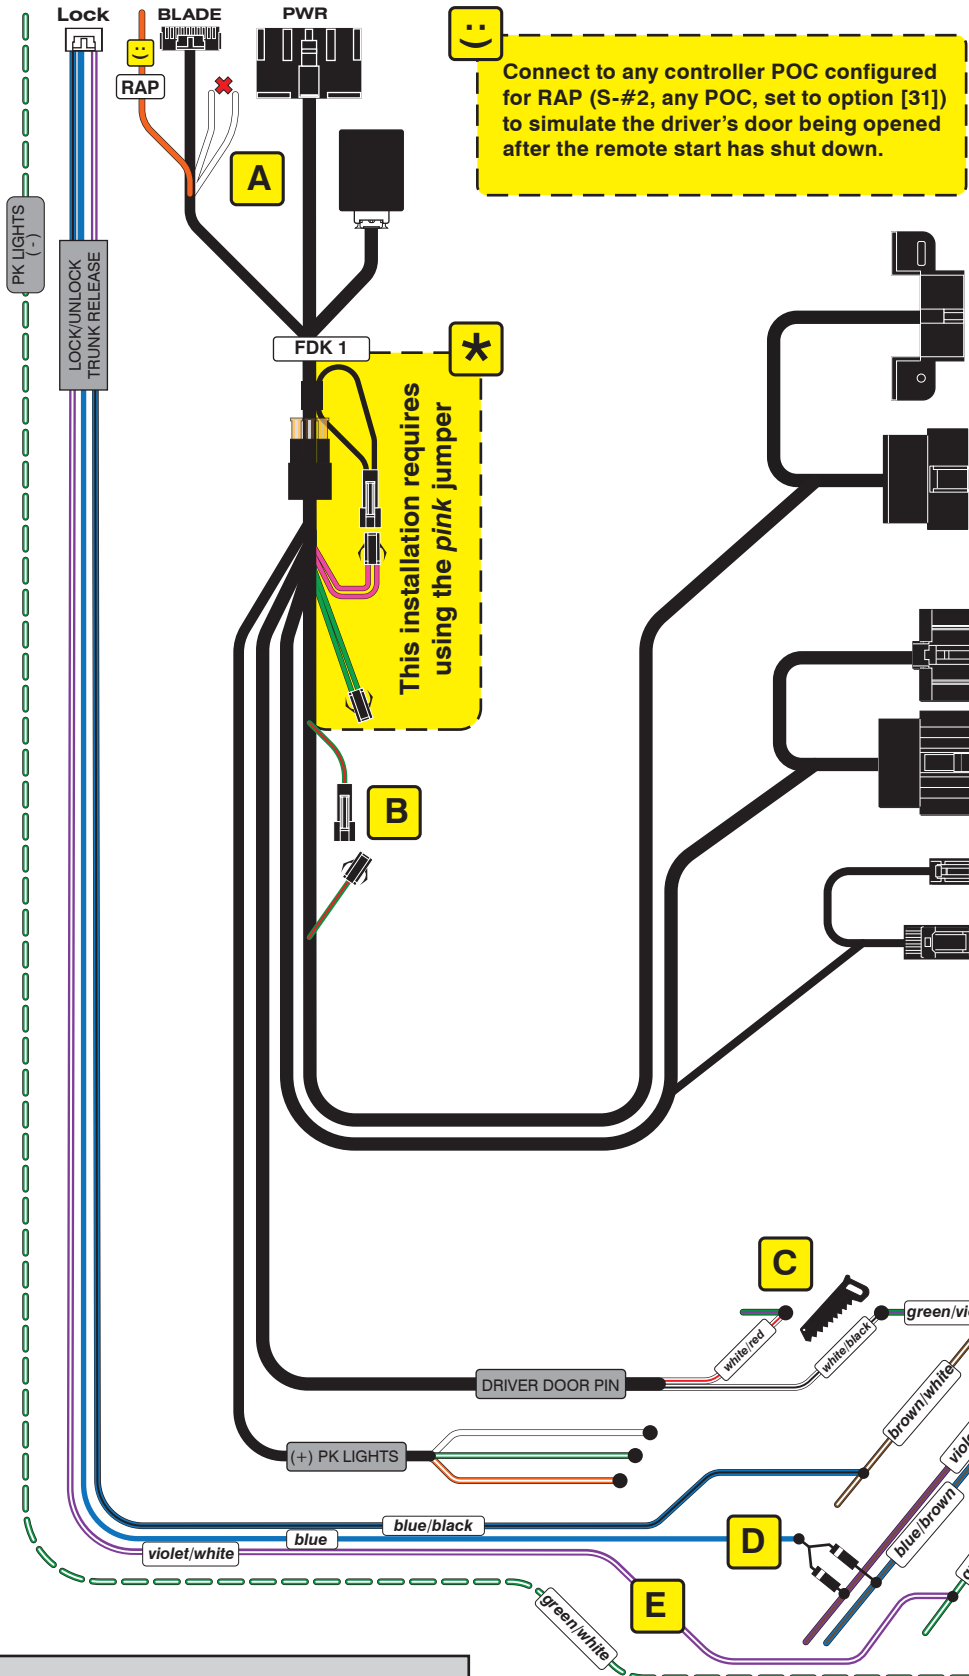 Lock
BLADE
PWR
RAP
A
Connect to any controller POC configured
for RAP (S-#2, any POC, set to option [31])
to simulate the driver's door being opened
after the remote start has shut down.
PK LIGHTS
( - )
LOCK/UNLOCK
TRUNK RELEASE
FDK 1
*
This installation requires
using the pink jumper
B
C
white/red
white/black
green/vi
DRIVER DOOR PIN
brown/white
(+) PK LIGHTS
viol
blue/brown
blue/black
blue
violet/white
D
E
green/white